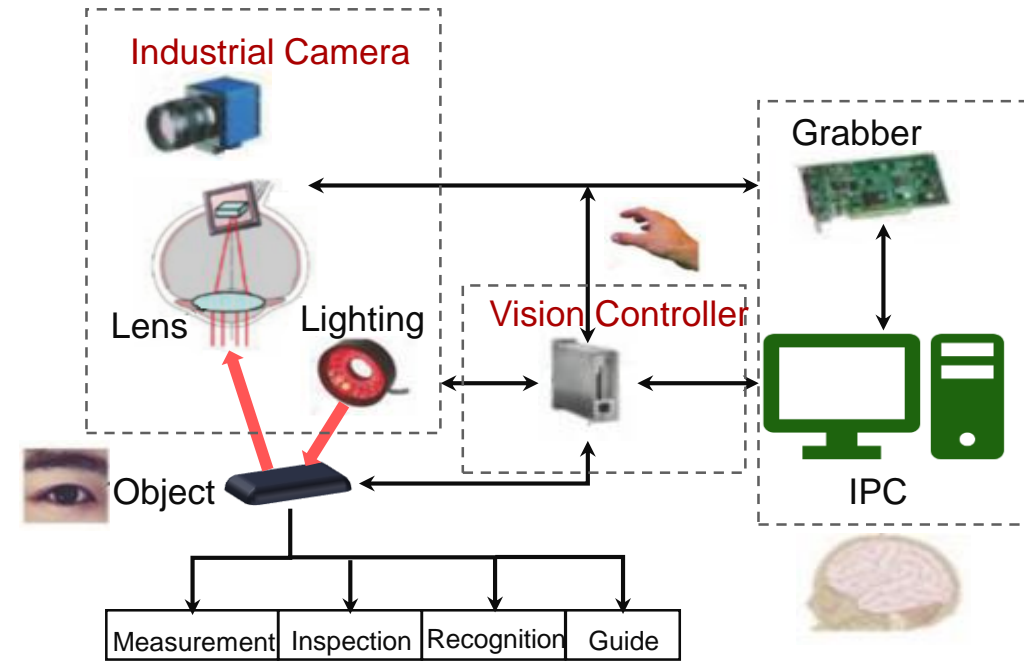 Industrial Camera
Grabber
Lens
Lighting
Vision Controller
Object
IPC
Measurement
Inspection
Recognition
Guide